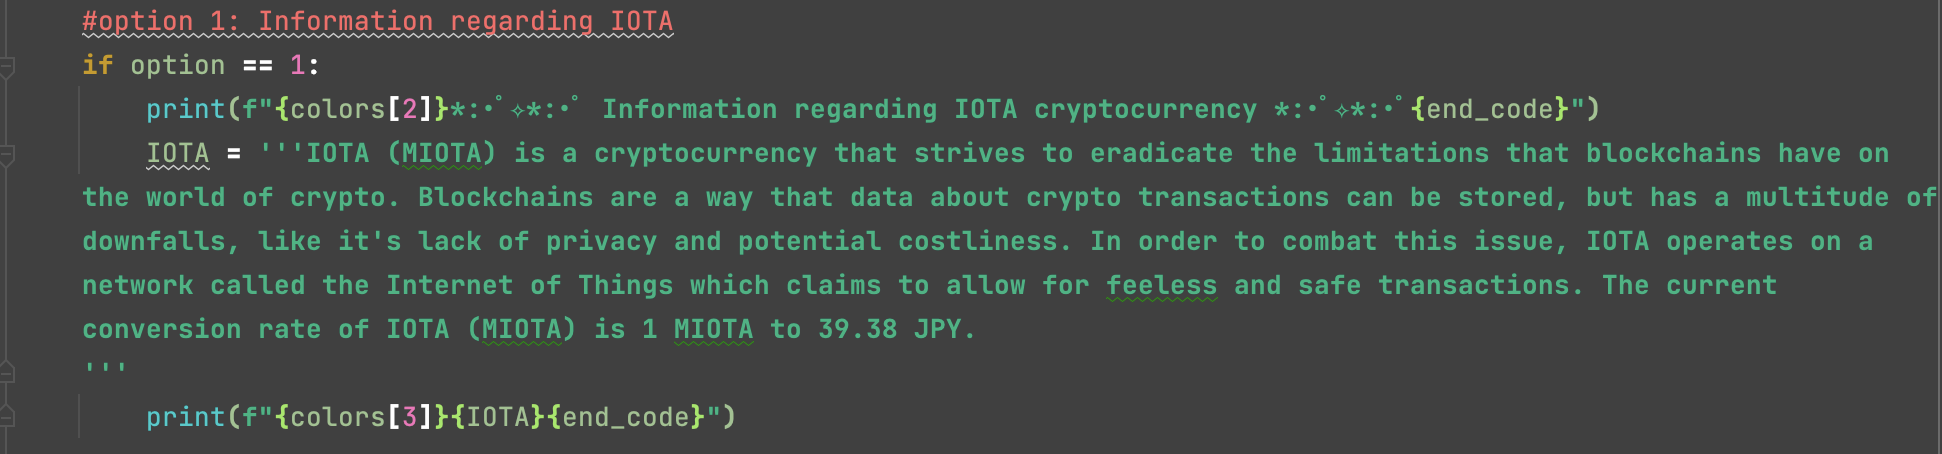 #option 1: Information regarding IOTA
if option == 1:
    print(f"{colors[2]}*:•ﾟ✧*:•ﾟ Information regarding IOTA cryptocurrency *:•ﾟ✧*:•ﾟ{end_code}")
    IOTA = '''IOTA (MIOTA) is a cryptocurrency that strives to eradicate the limitations that blockchains have on
the world of crypto. Blockchains are a way that data about crypto transactions can be stored, but has a multitude of
downfalls, like it's lack of privacy and potential costliness. In order to combat this issue, IOTA operates on a
network called the Internet of Things which claims to allow for feeless and safe transactions. The current
conversion rate of IOTA (MIOTA) is 1 MIOTA to 39.38 JPY.
'''
    print(f"{colors[3]}{IOTA}{end_code}")